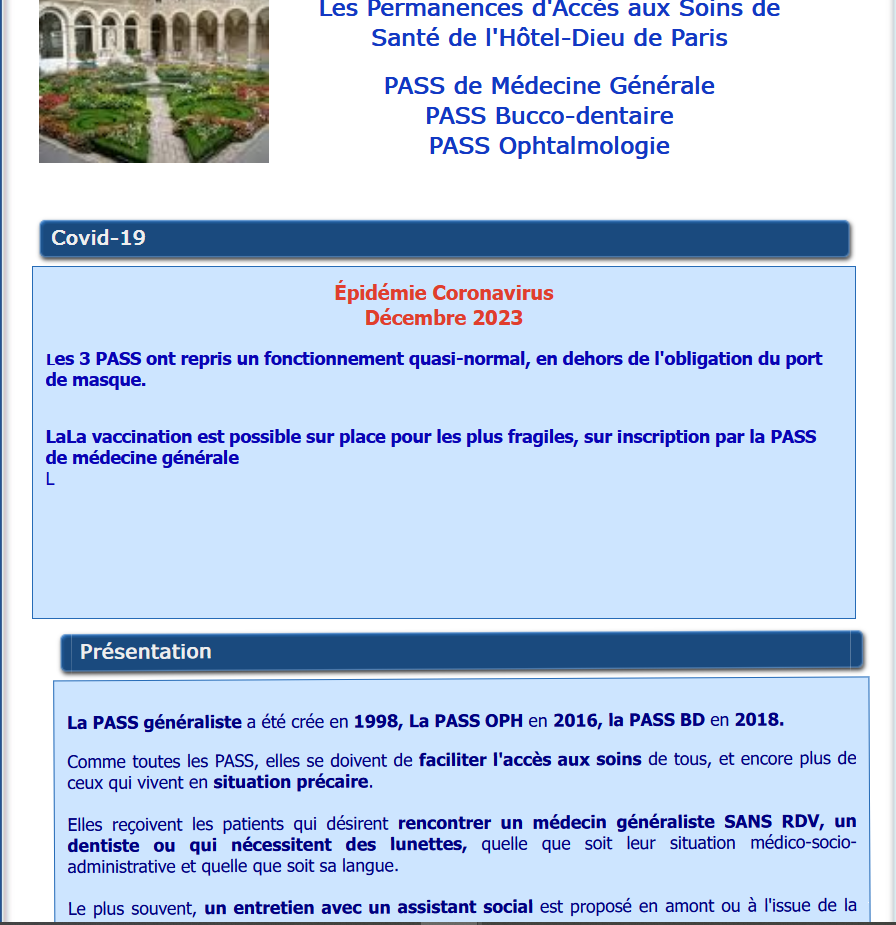 Les Permanences d'Accès aux Soins de
Santé de l'Hôtel-Dieu de Paris
PASS de Médecine Générale
PASS Bucco-dentaire
PASS Ophtalmologie
Covid-19
Épidémie Coronavirus
Décembre 2023
Les 3 PASS ont repris un fonctionnement quasi-normal, en dehors de l'obligation du port
de masque.
LaLa vaccination est possible sur place pour les plus fragiles, sur inscription par la PASS
de médecine générale
L
Présentation
La PASS généraliste a été crée en 1998, La PASS OPH en 2016, la PASS BD en 2018.
Comme toutes les PASS, elles se doivent de faciliter l'accès aux soins de tous, et encore plus de
ceux qui vivent en situation précaire.
Elles reçoivent les patients qui désirent rencontrer un médecin généraliste SANS RDV, un
dentiste ou qui nécessitent des lunettes, quelle que soit leur situation médico-socio-
administrative et quelle que soit sa langue.
Le plus souvent, un entretien avec un assistant social est proposé en amont ou à l'issue de la